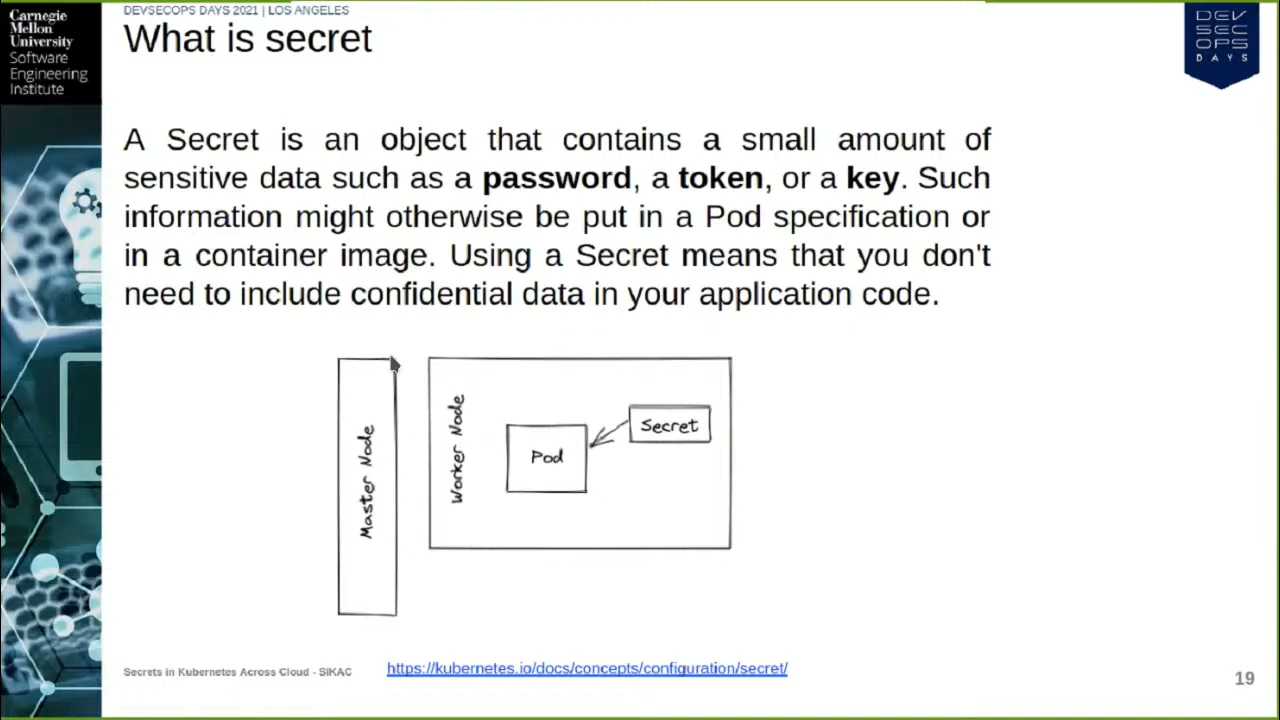 Carnegie
Mellon
University
Software
Engineering
Institute
DEVSECOPS DAYS 2021 | LOS ANGELES
What is secret
DEV
SEC
OPS
DAYS
A Secret is an object that contains a small amount of
sensitive data such as a password, a token, or a key. Such
information might otherwise be put in a Pod specification or
in a container image. Using a Secret means that you don't
need to include confidential data in your application code.
Master Node
Worker Node
Pod
Secret
Secrets in Kubernetes Across Cloud - SIKAC
https://kubernetes.io/docs/concepts/configuration/secret/
19